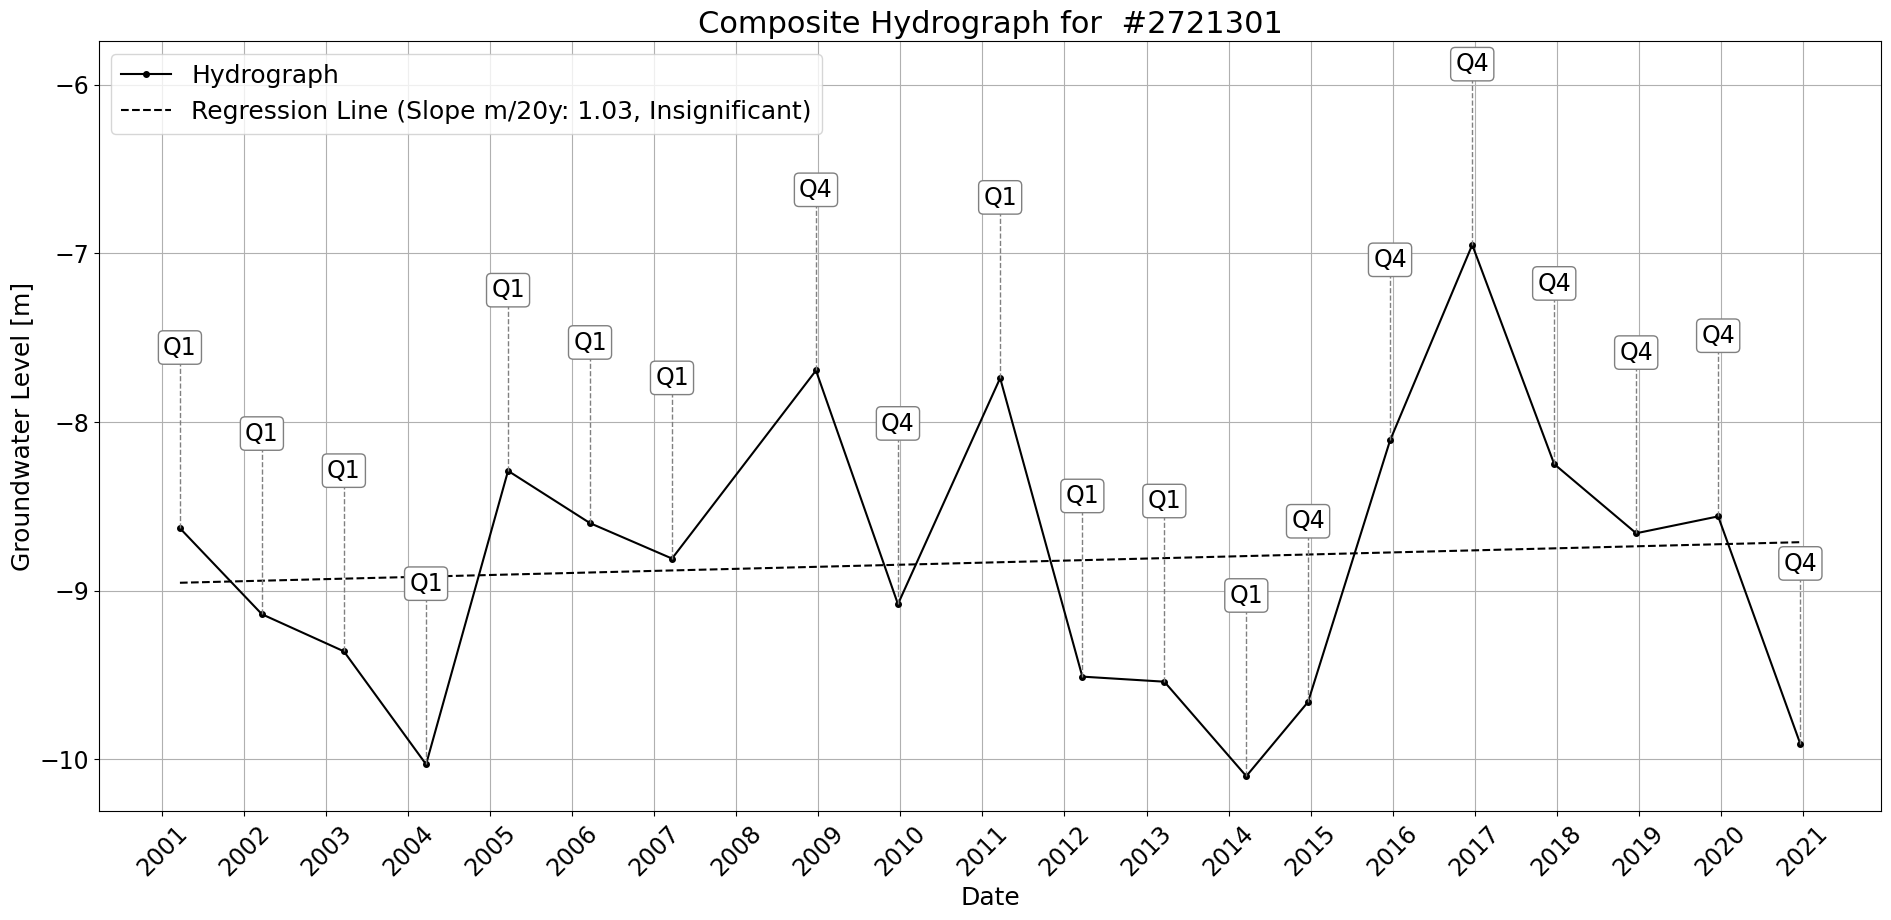 Composite Hydrograph for #2721301
Hydrograph
Regression Line (Slope m/20y: 1.03, Insignificant)
Groundwater Level [m]
−6
−7
−8
−9
−10
Q1
Q1
Q1
Q1
Q1
Q1
Q1
Q4
Q4
Q1
Q1
Q1
Q1
Q4
Q4
Q4
Q4
Q4
Q4
Q4
2001
2002
2003
2004
2005
2006
2007
2008
2009
2010
2011
2012
2013
2014
2015
2016
2017
2018
2019
2020
2021
Date